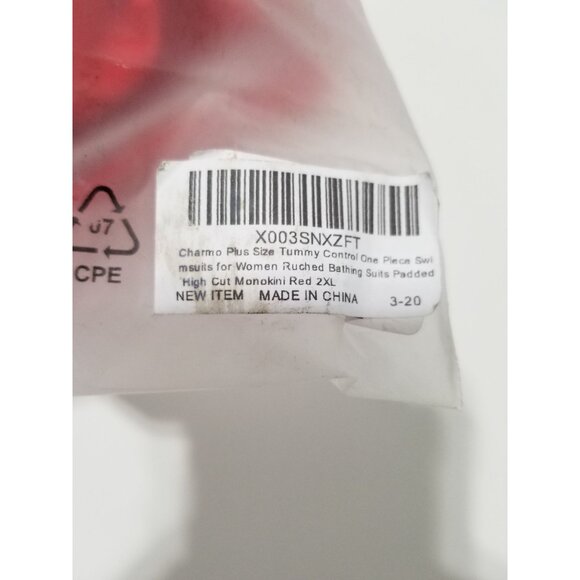 X003SNXZFT
Charmo Plus Size Tummy Control One Piece Swi
msuits for Women Ruched Bathing Suits Padded
High Cut Monokini Red 2XL
NEW ITEM MADE IN CHINA 3-20
07
CPE